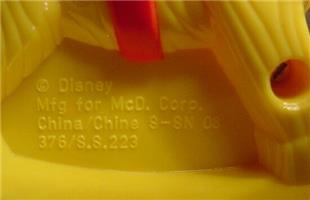 © Disney
Mfg for McD. Corp.
China/Chine S-SN 08
376/S.S.223